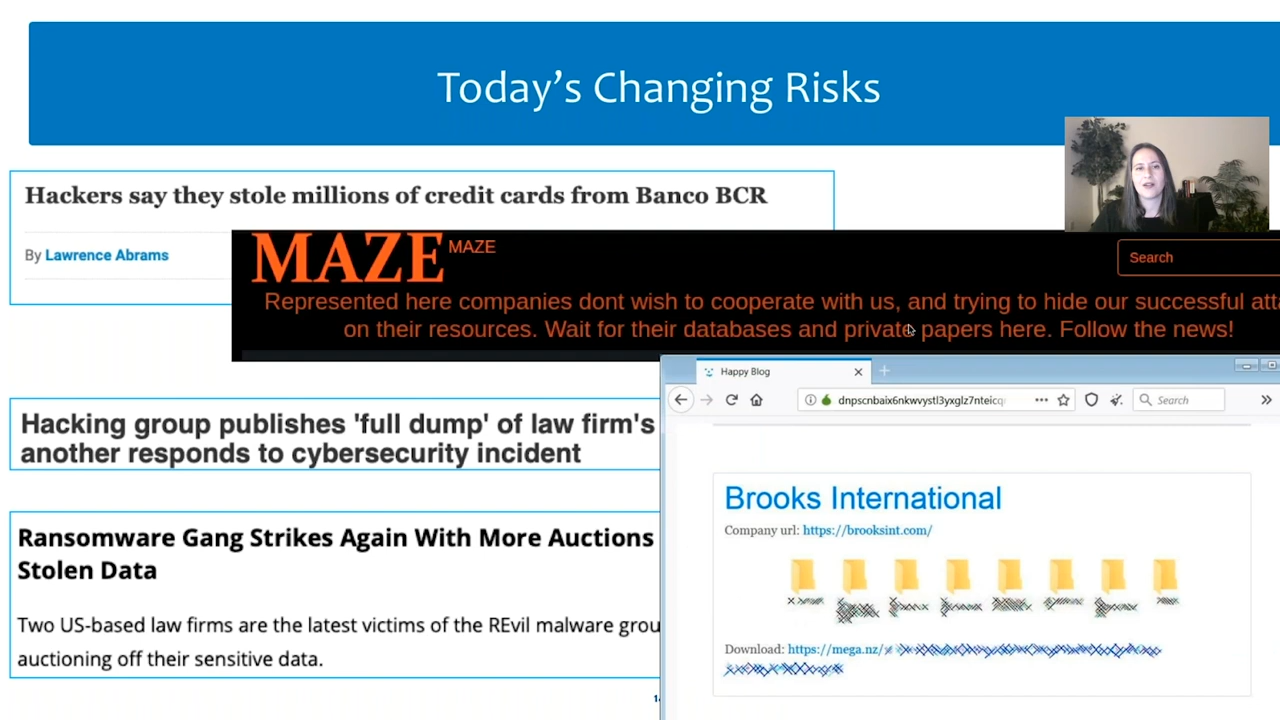 Today's Changing Risks
Hackers say they stole millions of credit cards from Banco BCR
By Lawrence Abrams
MAZE MAZE
Search
Represented here companies dont wish to cooperate with us, and trying to hide our successful
on their resources. Wait for their databases and private papers here. Follow the news!
Happy Blog
Search
Hacking group publishes 'full dump' of law firm's
another responds to cybersecurity incident
Brooks International
Company url: https://brooksint.com/
Ransomware Gang Strikes Again With More Auctions
Stolen Data
Two US-based law firms are the latest victims of the REvil malware
auctioning off their sensitive data.
Download: https://mega.nz/